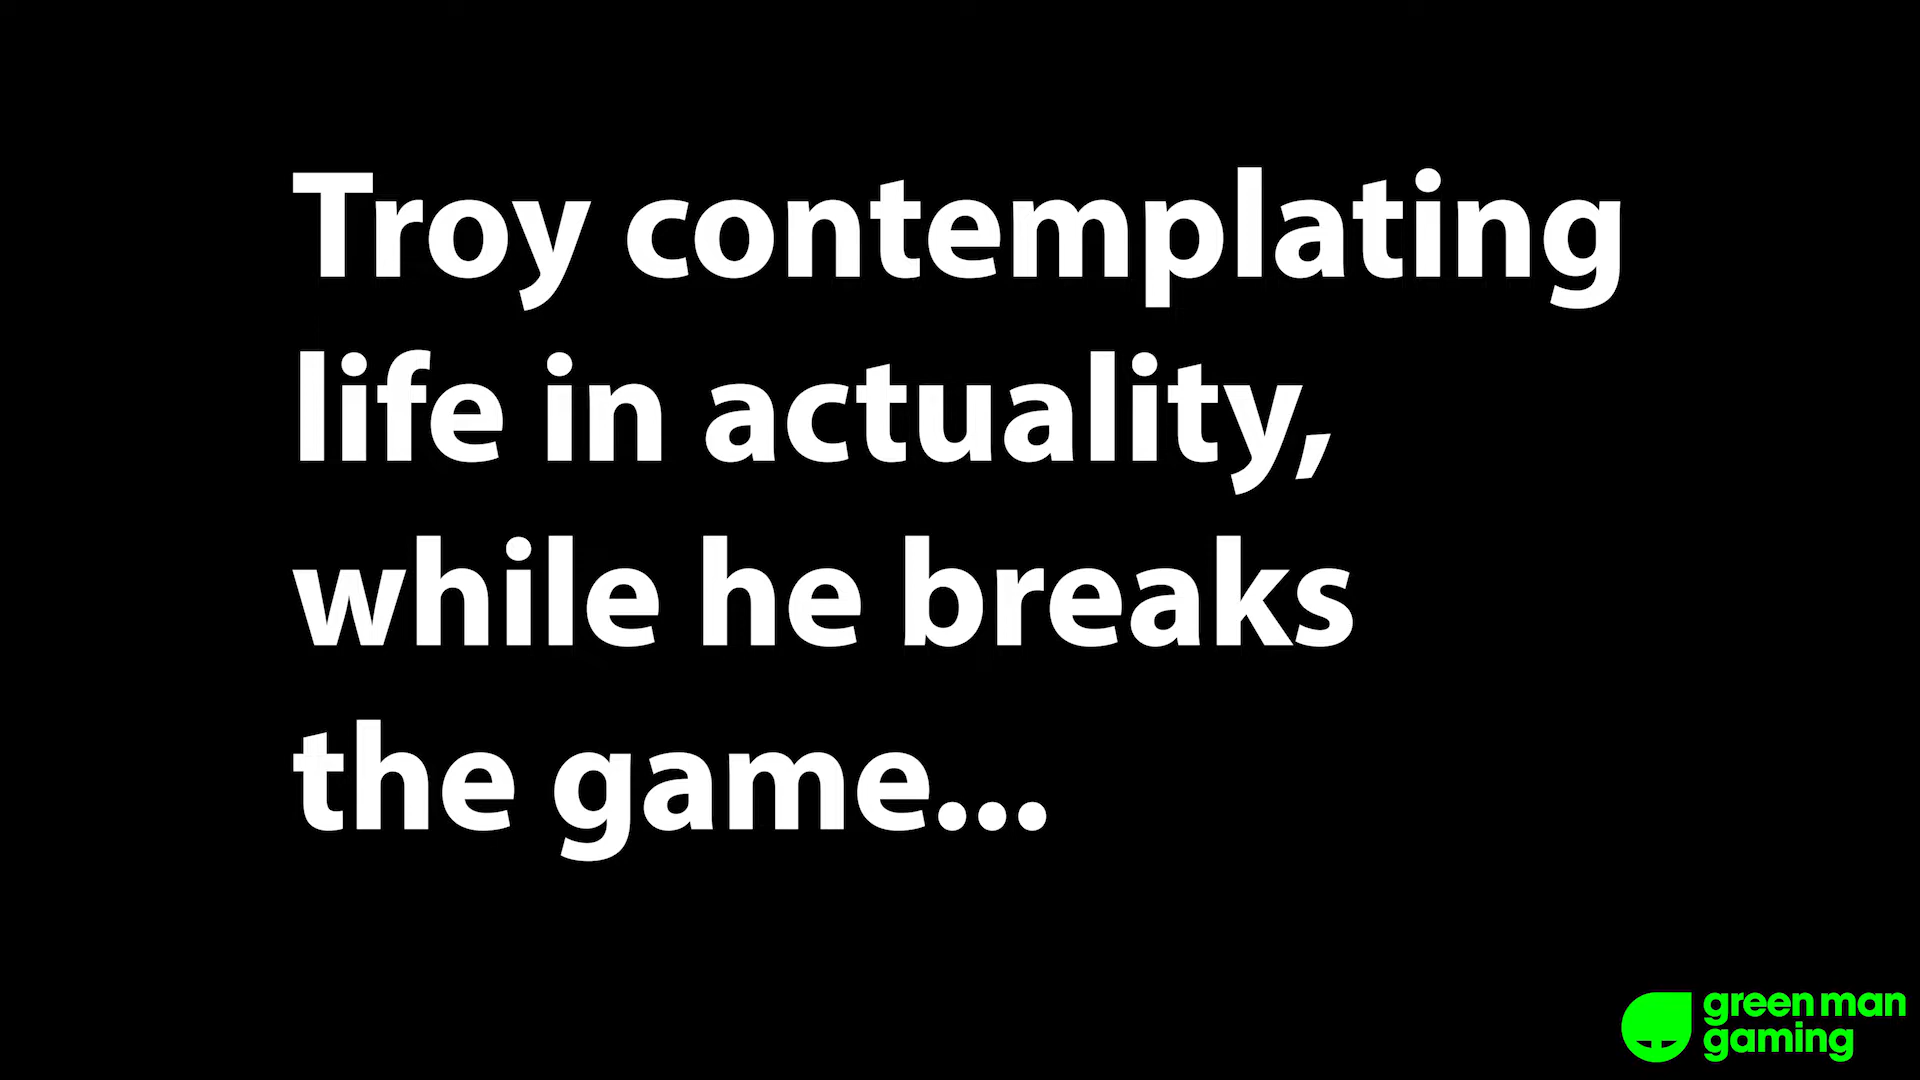 Troy contemplating
life in actuality,
while he breaks
the game...
green man
gaming